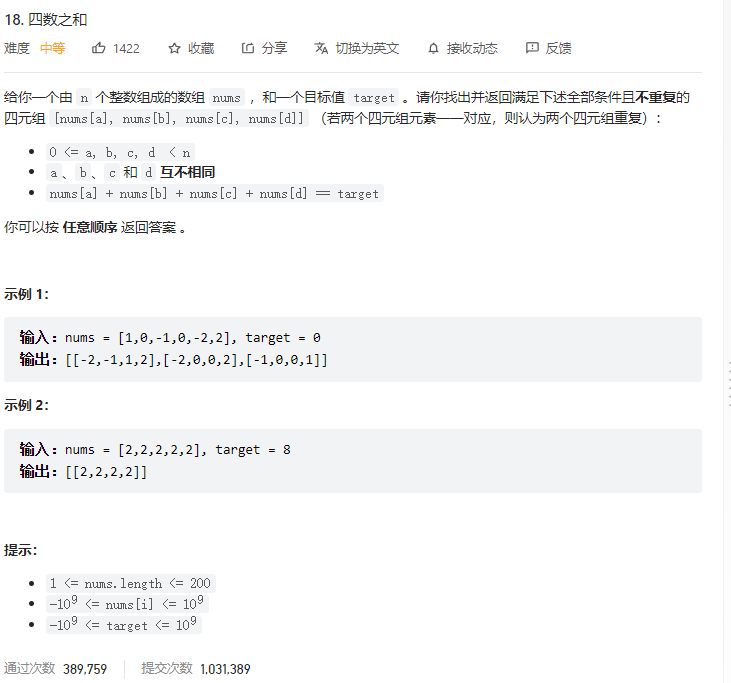 18. 四数之和
难度 中等 1422 收藏 分享 切换为英文 接收动态 反馈
给你一个由 n 个整数组成的数组 nums ，和一个目标值 target 。请你找出并返回满足下述全部条件且不重复的
四元组 [nums[a], nums[b], nums[c], nums[d]] （若两个四元组元素一一对应，则认为两个四元组重复）：
0 <= a, b, c, d < n
a 、 b 、 c 和 d 互不相同
nums[a] + nums[b] + nums[c] + nums[d] == target
你可以按 任意顺序 返回答案 。
示例 1：
输入：nums = [1,0,-1,0,-2,2], target = 0
输出：[[-2,-1,1,2],[-2,0,0,2],[-1,0,0,1]]
示例 2：
输入：nums = [2,2,2,2,2], target = 8
输出：[[2,2,2,2]]
提示：
1 <= nums.length <= 200
-10⁹ <= nums[i] <= 10⁹
-10⁹ <= target <= 10⁹
通过次数 389,759 提交次数 1,031,389